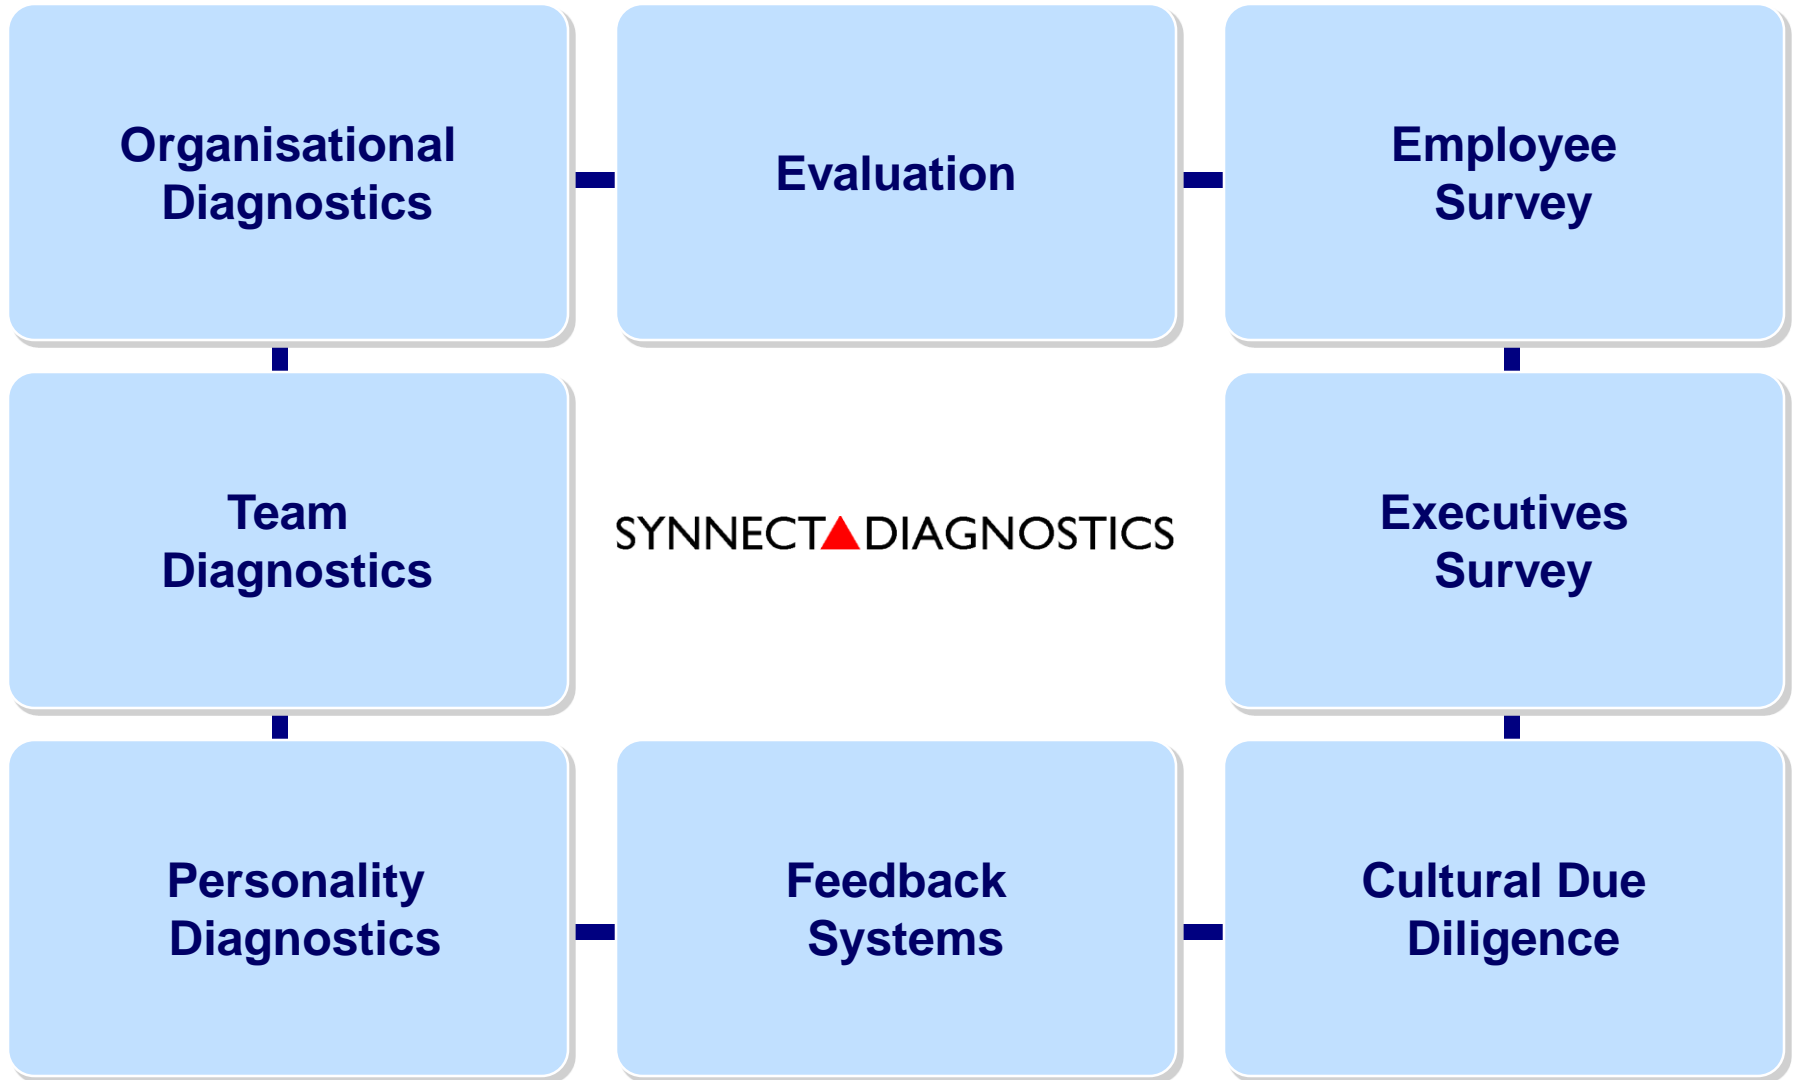 Organisational
Diagnostics
Evaluation
Employee
Survey
Team
Diagnostics
SYNNECTA DIAGNOSTICS
Executives
Survey
Personality
Diagnostics
Feedback
Systems
Cultural Due
Diligence